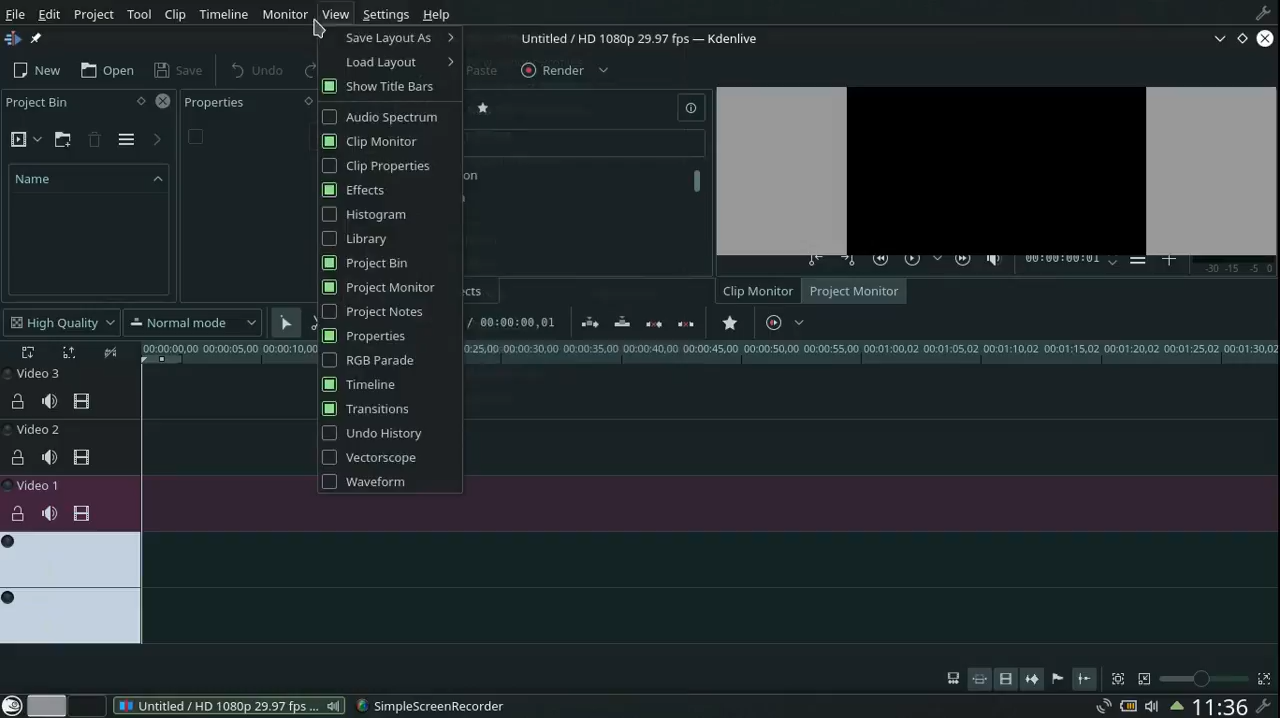 File Edit Project Tool Clip Timeline Monitor View Settings Help
Untitled / HD 1080p 29.97 fps — Kdenlive
New Open Save Undo Paste Render
Save Layout As
Load Layout
Show Title Bars
Audio Spectrum
Clip Monitor
Clip Properties
Effects
Histogram
Library
Project Bin
Project Monitor
Project Notes
Properties
RGB Parade
Timeline
Transitions
Undo History
Vectorscope
Waveform
Project Bin
Name
Properties
00:00:00:01
-30 -15 -5 0
Clip Monitor Project Monitor
High Quality Normal mode / 00:00:00,01
00:00:00,00 00:00:05,00 00:00:10,00 25,01 00:00:30,00 00:00:35,00 00:00:40,00 00:00:45,00 00:00:50,00 00:00:55,00 00:01:00,02 00:01:05,02 00:01:10,02 00:01:15,02 00:01:20,02 00:01:25,02 00:01:30,02
Video 3
Video 2
Video 1
Untitled / HD 1080p 29.97 fps ... SimpleScreenRecorder 11:36